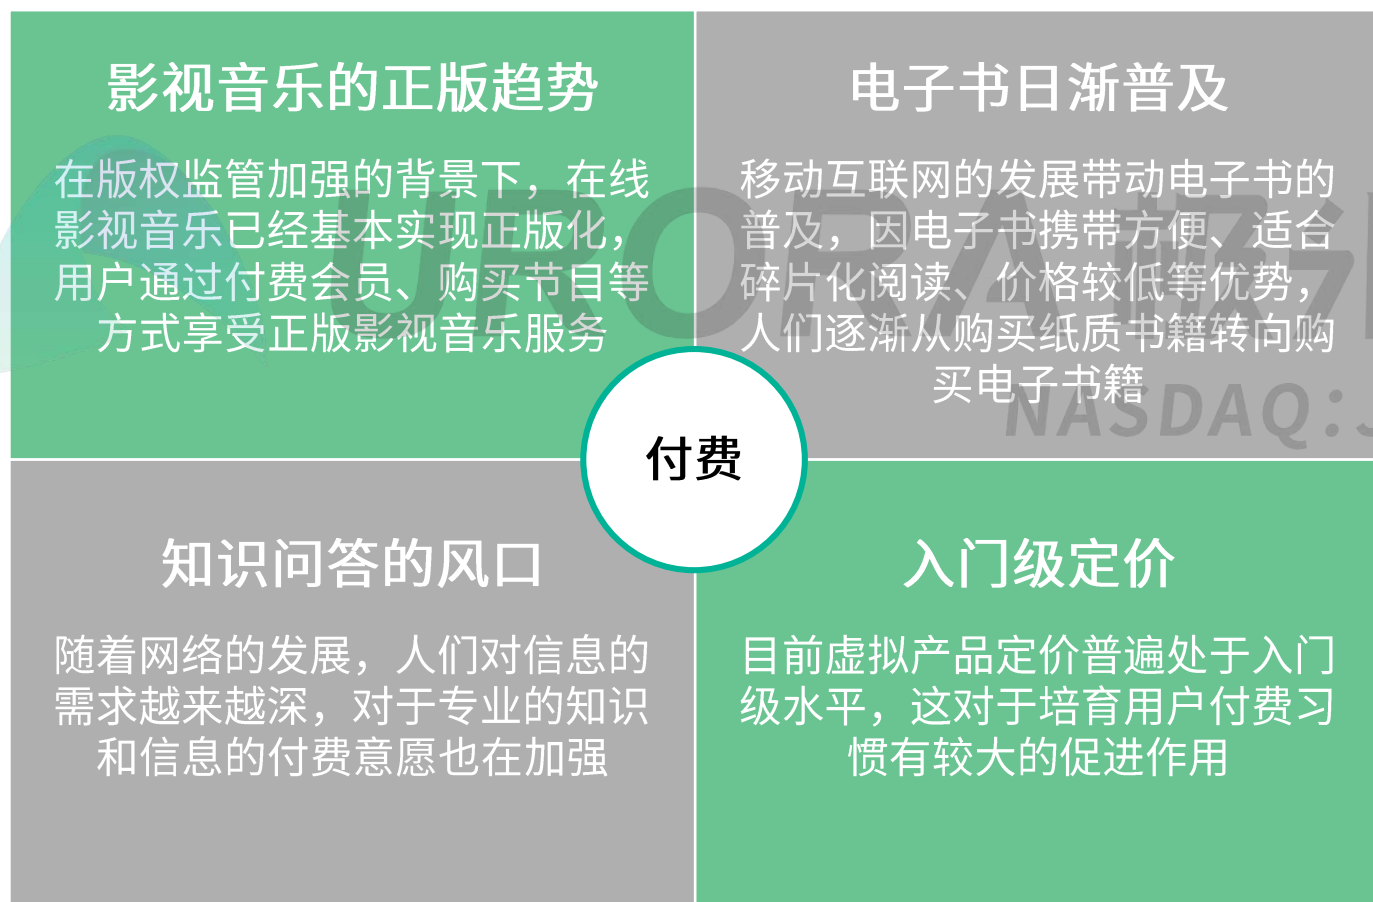 影视音乐的正版趋势
在版权监管加强的背景下，在线
影视音乐已经基本实现正版化，
用户通过付费会员、购买节目等
方式享受正版影视音乐服务
电子书日渐普及
移动互联网的发展带动电子书的
普及，因电子书携带方便、适合
碎片化阅读、价格较低等优势，
人们逐渐从购买纸质书籍转向购
买电子书籍
URORA 极
NASDAQ：
付费
知识问答的风口
随着网络的发展，人们对信息的
需求越来越深，对于专业的知识
和信息的付费意愿也在加强
入门级定价
目前虚拟产品定价普遍处于入门
级水平，这对于培育用户付费习
惯有较大的促进作用